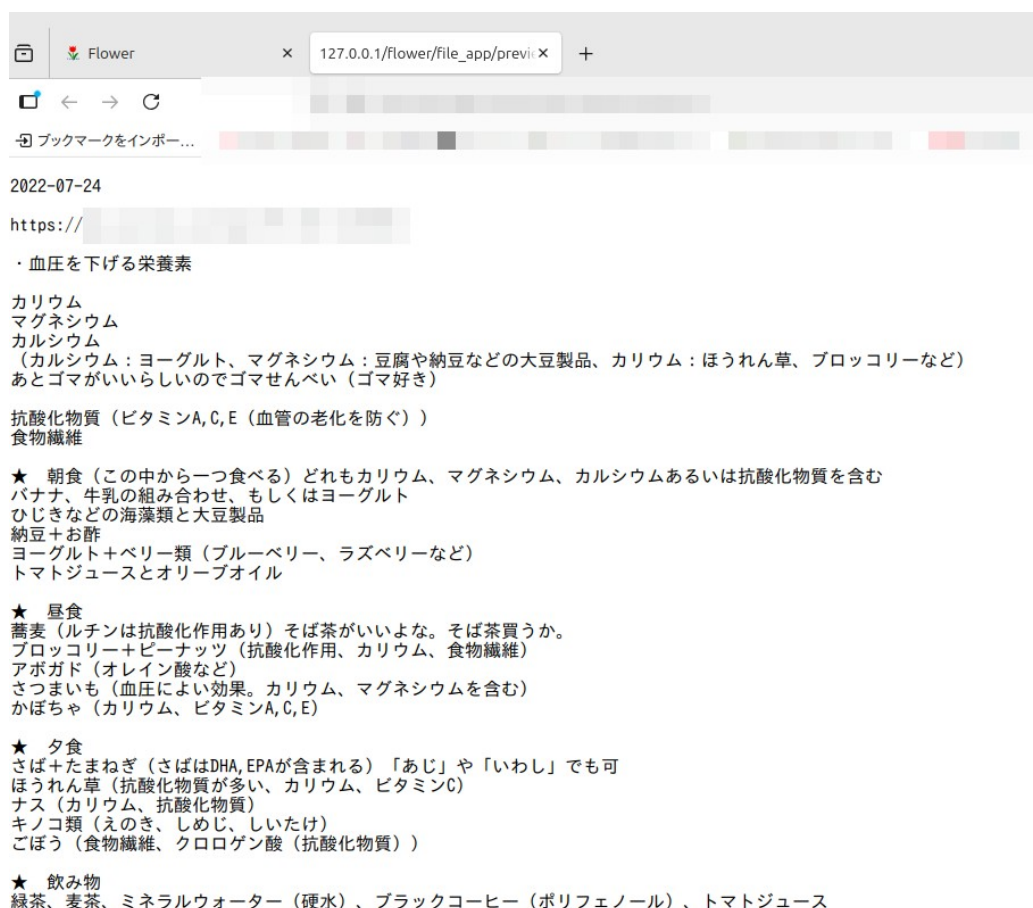 Flower
127.0.0.1/flower/file_app/previ
ブックマークをインポー...
2022-07-24
https://
・血圧を下げる栄養素
カリウム
マグネシウム
カルシウム
（カルシウム：ヨーグルト、マグネシウム：豆腐や納豆などの大豆製品、カリウム：ほうれん草、ブロッコリーなど）
あとゴマがいいらしいのでゴマせんべい（ゴマ好き）
抗酸化物質（ビタミンA,C,E（血管の老化を防ぐ））
食物繊維
★　朝食（この中から一つ食べる）どれもカリウム、マグネシウム、カルシウムあるいは抗酸化物質を含む
バナナ、牛乳の組み合わせ、もしくはヨーグルト
ひじきなどの海藻類と大豆製品
納豆＋お酢
ヨーグルト＋ベリー類（ブルーベリー、ラズベリーなど）
トマトジュースとオリーブオイル
★　昼食
蕎麦（ルチンは抗酸化作用あり）そば茶がいいよな。そば茶買うか。
ブロッコリー＋ピーナッツ（抗酸化作用、カリウム、食物繊維）
アボガド（オレイン酸など）
さつまいも（血圧によい効果。カリウム、マグネシウムを含む）
かぼちゃ（カリウム、ビタミンA,C,E）
★　夕食
さば＋たまねぎ（さばはDHA,EPAが含まれる）「あじ」や「いわし」でも可
ほうれん草（抗酸化物質が多い、カリウム、ビタミンC）
ナス（カリウム、抗酸化物質）
キノコ類（えのき、しめじ、しいたけ）
ごぼう（食物繊維、クロロゲン酸（抗酸化物質））
★　飲み物
緑茶、麦茶、ミネラルウォーター（硬水）、ブラックコーヒー（ポリフェノール）、トマトジュース